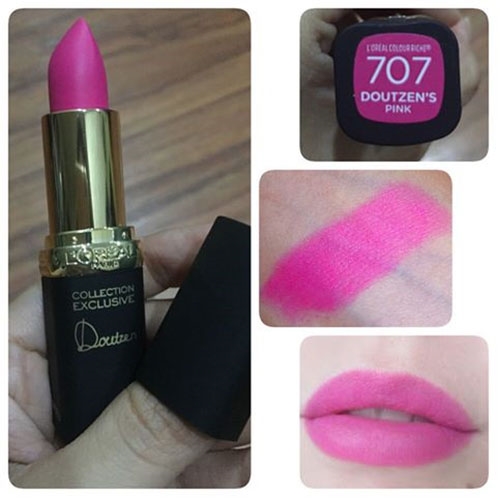 L'ORÉAL
PARIS
COLLECTION
EXCLUSIVE
Doutzen
L'ORÉAL COLOUR RICHE®
707
DOUTZEN'S
PINK